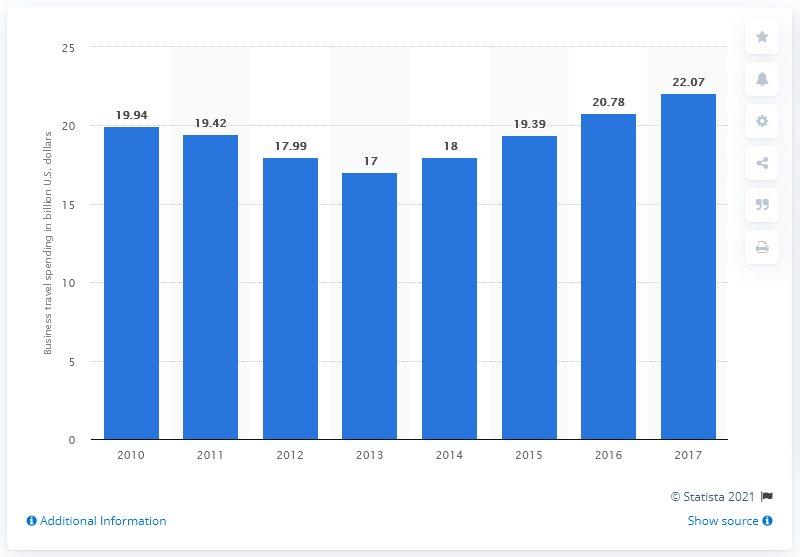 25
20
15
10
5
0
Business travel spending in billion U.S. dollars
19.94
19.42
17.99
17
18
19.39
20.78
22.07
2010 2011 2012 2013 2014 2015 2016 2017
© Statista 2021
Additional Information
Show source